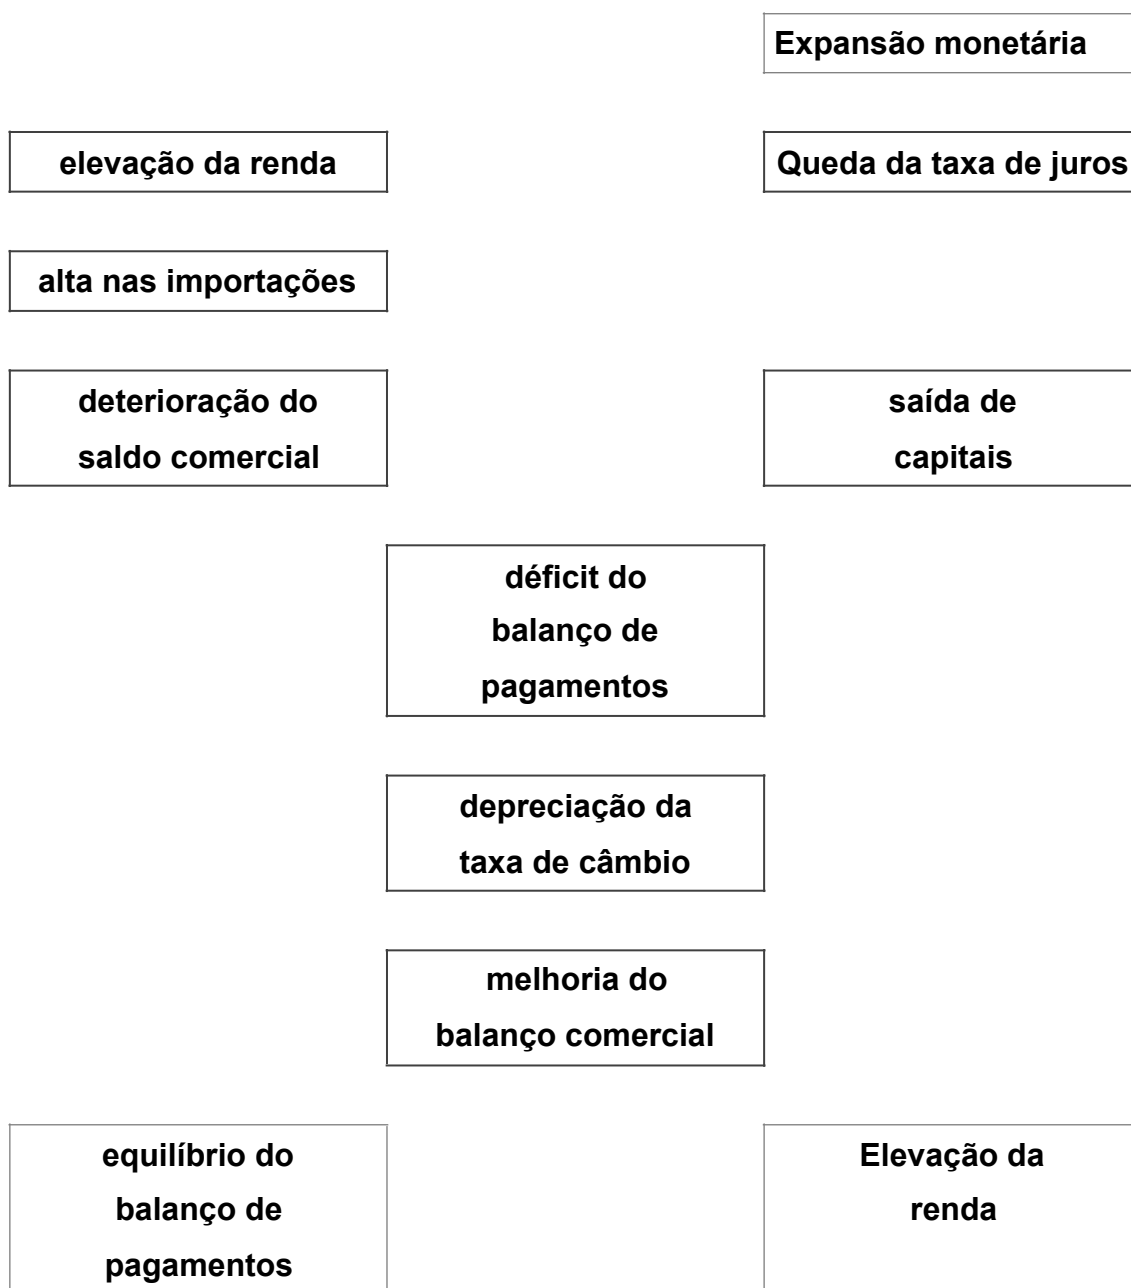 Expansão monetária
elevação da renda
Queda da taxa de juros
alta nas importações
deterioração do
saldo comercial
saída de
capitais
déficit do
balanço de
pagamentos
depreciação da
taxa de câmbio
melhoria do
balanço comercial
equilíbrio do
balanço de
pagamentos
Elevação da
renda